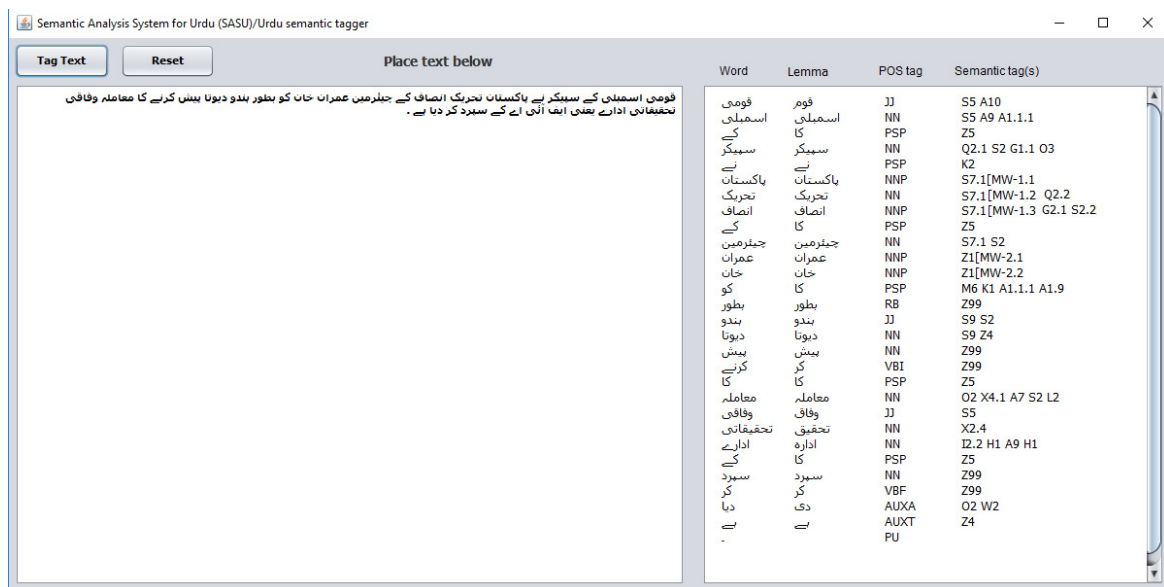 Semantic Analysis System for Urdu (SASU)/Urdu semantic tagger
Tag Text Reset Place text below
قومی اسمبلی کے سپیکر نے پاکستان تحریک انصاف کے چیئرمین عمران خان کو بطور ہندو دیوتا پیش کرنے کا معاملہ وفاقی
تحقیقاتی ادارے یعنی ایف آئی اے کے سپرد کر دیا ہے ۔
Word Lemma POS tag Semantic tag(s)
قومی قوم JJ S5 A10
اسمبلی اسمبلی NN S5 A9 A1.1.1
کے کا PSP Z5
سپیکر سپیکر NN Q2.1 S2 G1.1 O3
نے نے PSP K2
پاکستان پاکستان NNP S7.1[MW-1.1
تحریک تحریک NN S7.1[MW-1.2 Q2.2
انصاف انصاف NNP S7.1[MW-1.3 G2.1 S2.2
کے کا PSP Z5
چیئرمین چیئرمین NN S7.1 S2
عمران عمران NNP Z1[MW-2.1
خان خان NNP Z1[MW-2.2
کو کا PSP M6 K1 A1.1.1 A1.9
بطور بطور RB Z99
ہندو ہندو JJ S9 S2
دیوتا دیوتا NN S9 Z4
پیش پیش NN Z99
کرنے کر VBI Z99
کا کا PSP Z5
معاملہ معاملہ NN O2 X4.1 A7 S2 L2
وفاقی وفاق JJ S5
تحقیقاتی تحقیق NN X2.4
ادارے ادارہ NN I2.2 H1 A9 H1
کے کا PSP Z5
سپرد سپرد NN Z99
کر کر VBF Z99
دیا دی AUXA O2 W2
ہے ہے AUXT Z4
۔ PU